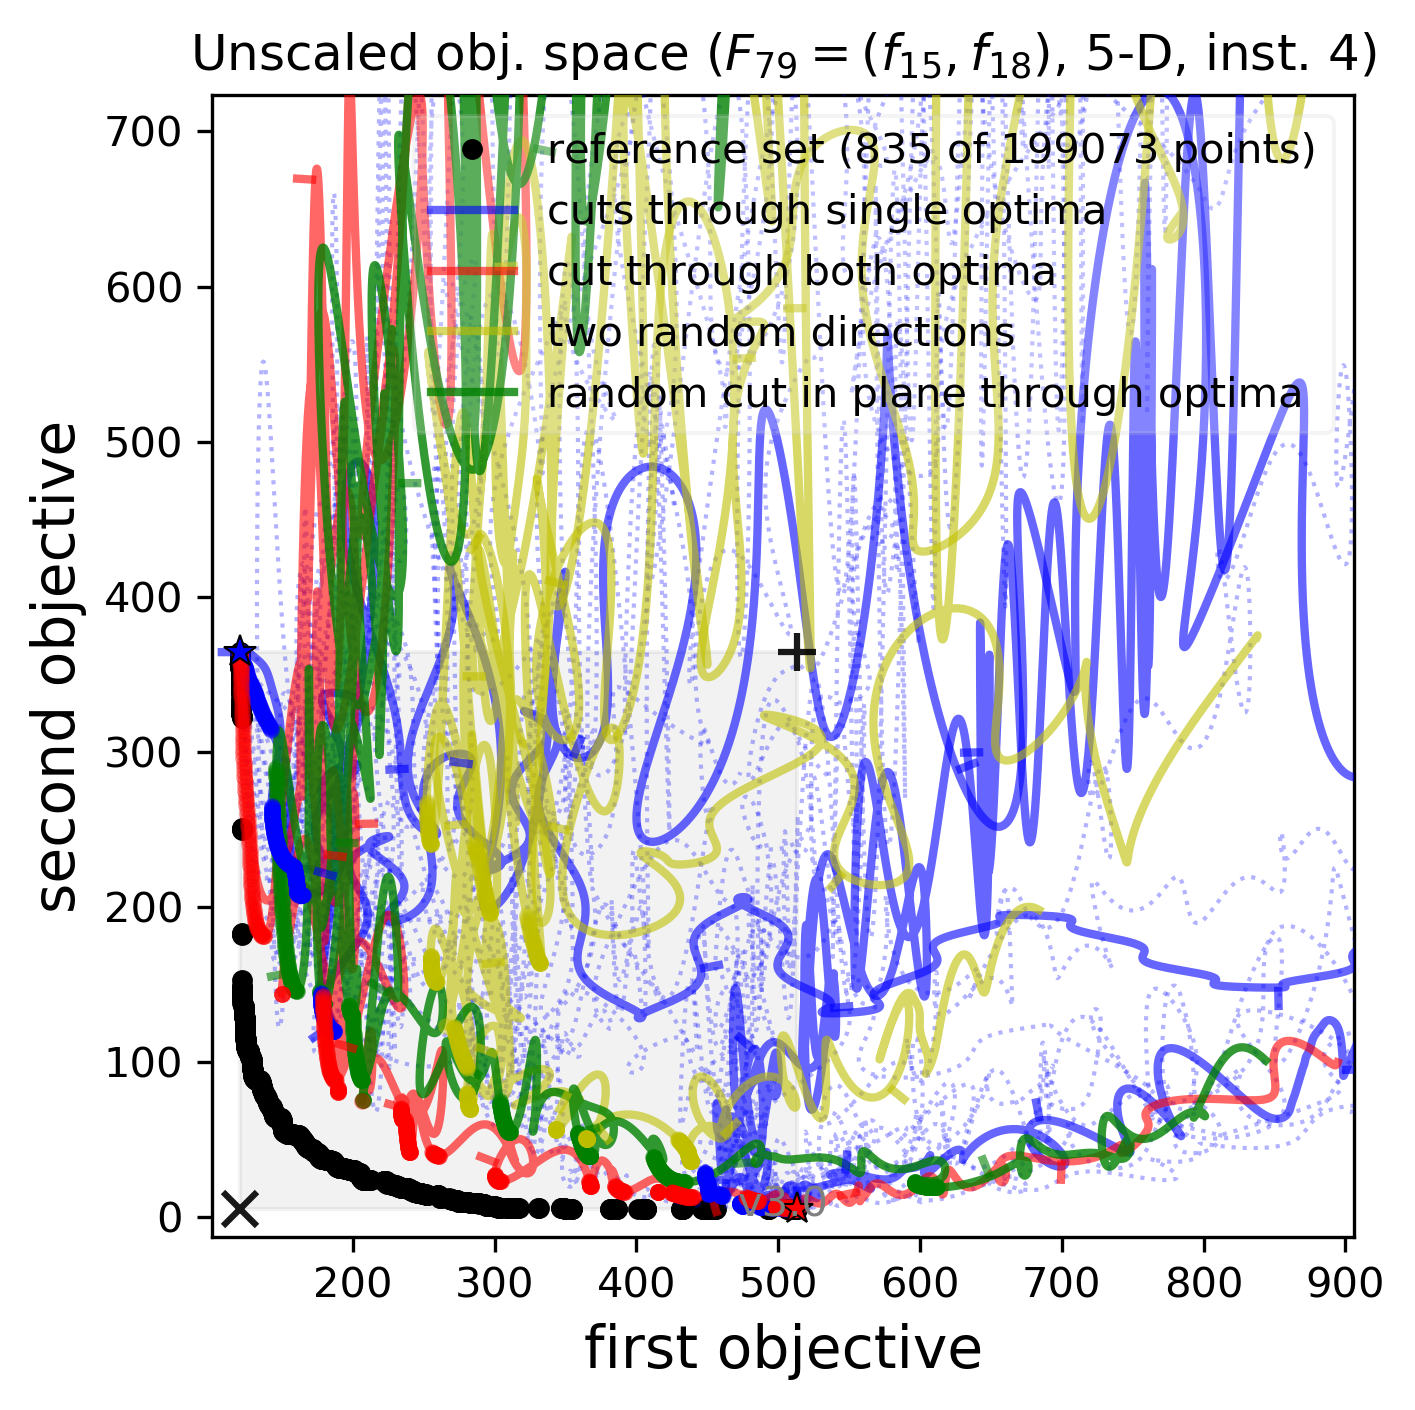 Unscaled obj. space (F79 = (f15, f18), 5-D, inst. 4)
reference set (835 of 199073 points)
cuts through single optima
cut through both optima
two random directions
random cut in plane through optima
second objective
700
600
500
400
300
200
100
0
200 300 400 500 600 700 800 900
first objective